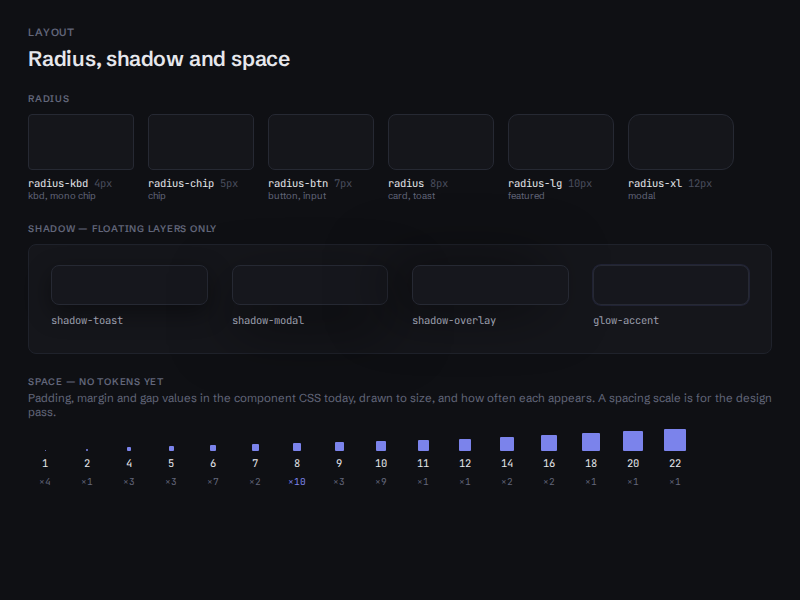 LAYOUT
Radius, shadow and space
RADIUS
radius-kbd 4px
kbd, mono chip
radius-chip 5px
chip
radius-btn 7px
button, input
radius 8px
card, toast
radius-lg 10px
featured
radius-xl 12px
modal
SHADOW — FLOATING LAYERS ONLY
shadow-toast
shadow-modal
shadow-overlay
glow-accent
SPACE — NO TOKENS YET
Padding, margin and gap values in the component CSS today, drawn to size, and how often each appears. A spacing scale is for the design
pass.
1 2 4 5 6 7 8 9 10 11 12 14 16 18 20 22
×4 ×1 ×3 ×3 ×7 ×2 ×10 ×3 ×9 ×1 ×1 ×2 ×2 ×1 ×1 ×1